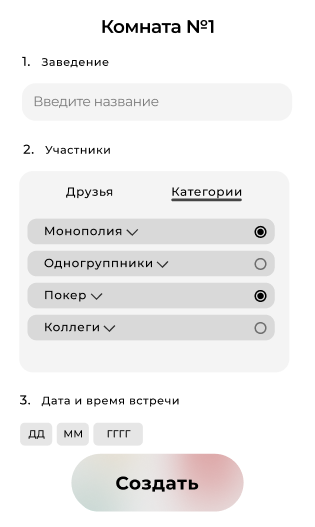 Комната №1
1. Заведение
Введите название
2. Участники
Друзья Категории
Монополия
Одногруппники
Покер
Коллеги
3. Дата и время встречи
ДД ММ ГГГГ
Создать